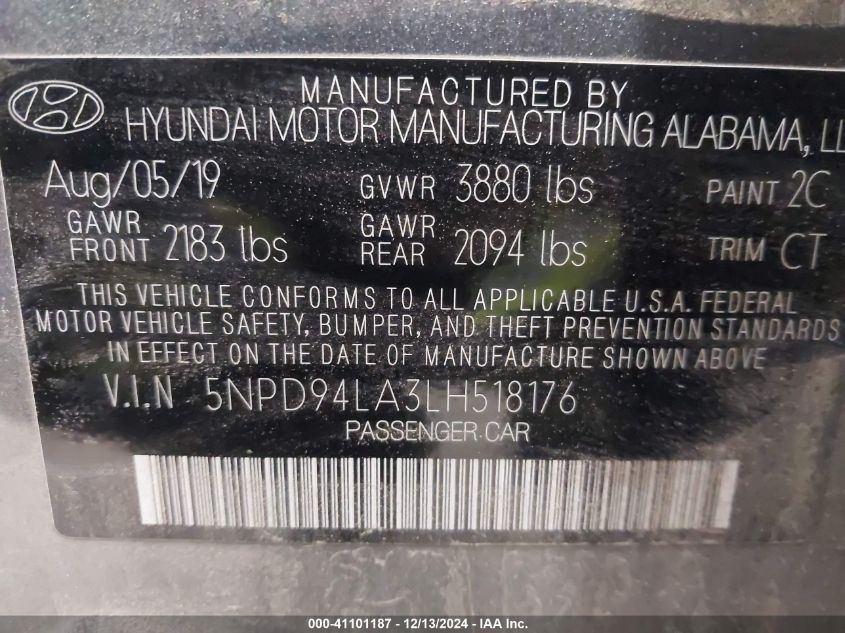 MANUFACTURED BY
HYUNDAI MOTOR MANUFACTURING ALABAMA, LL
Aug/05/19 GVWR 3880 lbs PAINT 2C
GAWR FRONT 2183 lbs GAWR REAR 2094 lbs TRIM CT
THIS VEHICLE CONFORMS TO ALL APPLICABLE U.S.A. FEDERAL
MOTOR VEHICLE SAFETY, BUMPER, AND THEFT PREVENTION STANDARDS
IN EFFECT ON THE DATE OF MANUFACTURE SHOWN ABOVE
V.I.N 5NPD94LA3LH518176
PASSENGER CAR
000-41101187 - 12/13/2024 - IAA Inc.